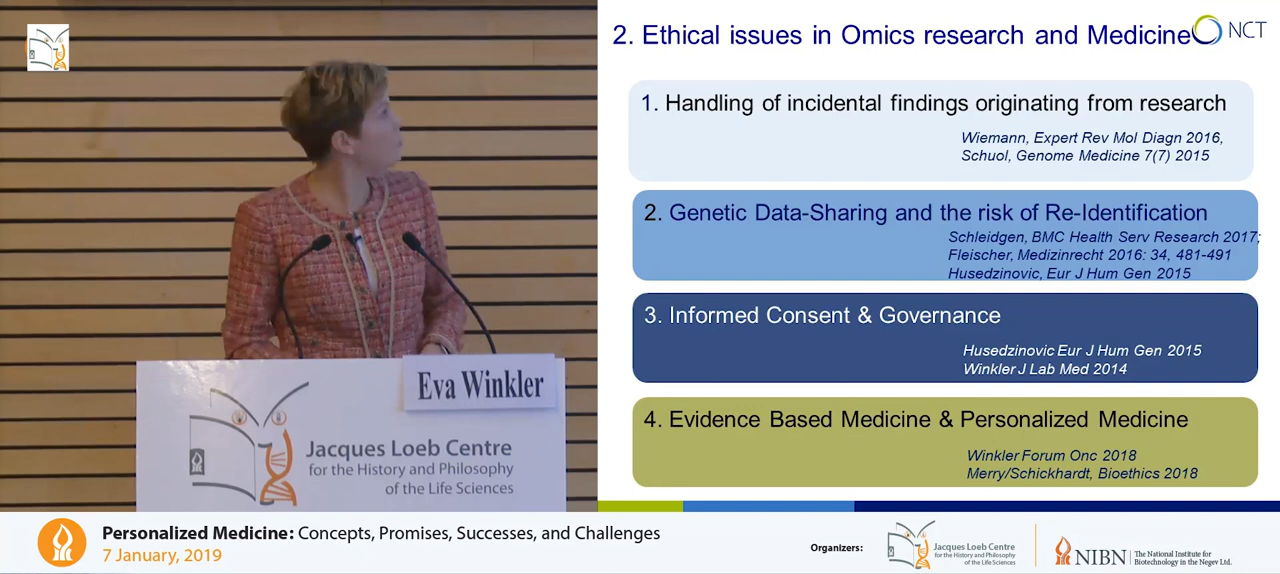 2. Ethical issues in Omics research and Medicine
NCT
1. Handling of incidental findings originating from research
Wiemann, Expert Rev Mol Diagn 2016,
Schuol, Genome Medicine 7(7) 2015
2. Genetic Data-Sharing and the risk of Re-Identification
Schleidgen, BMC Health Serv Research 2017;
Fleischer, Medizinrecht 2016: 34, 481-491
Husedzinovic, Eur J Hum Gen 2015
3. Informed Consent & Governance
Husedzinovic Eur J Hum Gen 2015
Winkler J Lab Med 2014
4. Evidence Based Medicine & Personalized Medicine
Winkler Forum Onc 2018
Merry/Schickhardt, Bioethics 2018
Eva Winkler
Jacques Loeb Centre
for the History and Philosophy
of the Life Sciences
Personalized Medicine: Concepts, Promises, Successes, and Challenges
7 January, 2019
Organizers:
Jacques Loeb Centre
for the History and Philosophy
of the Life Sciences
NIBN
The National Institute for
Biotechnology in the Negev Ltd.